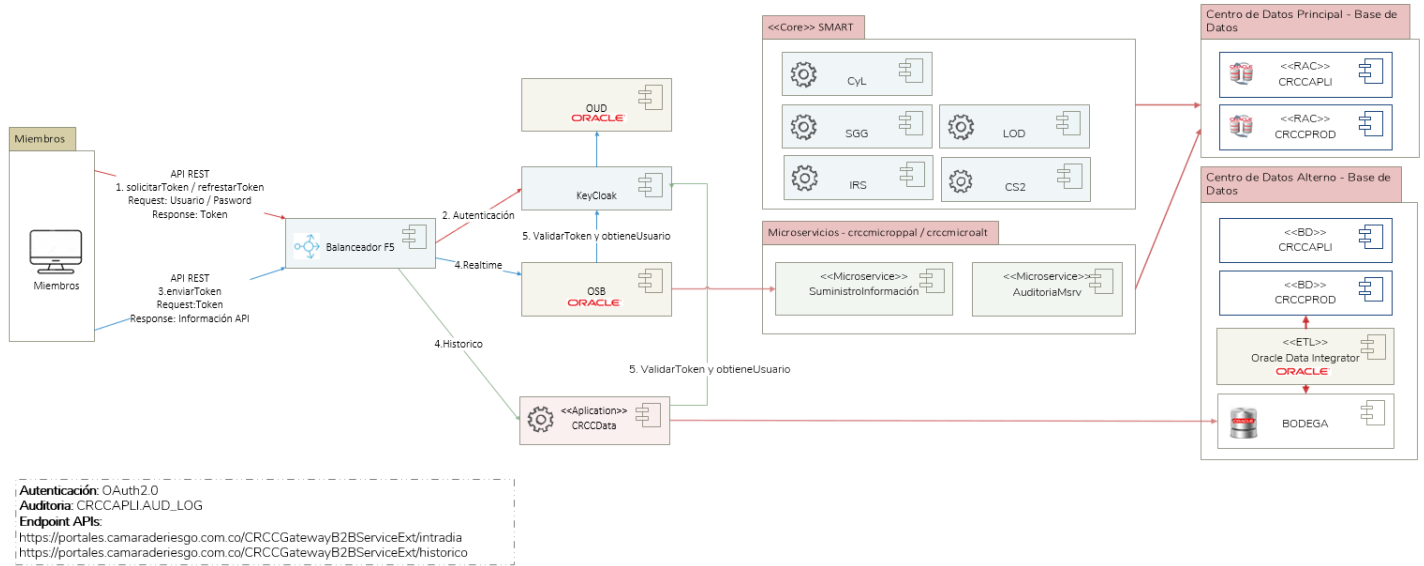 Miembros
Miembros
API REST
1. solicitarToken / refrestarToken
Request: Usuario / Pasword
Response: Token
API REST
3.enviarToken
Request:Token
Response: Información API
Balanceador F5
2. Autenticación
4.Realtime
4.Historico
OUD
ORACLE
KeyCloak
5. ValidarToken y obtieneUsuario
OSB
ORACLE
5. ValidarToken y obtieneUsuario
<<Aplication>>
CRCCData
<<Core>> SMART
CyL
SGG
LOD
IRS
CS2
Microservicios - crccmicroppal / crccmicroalt
<<Microservice>>
SuministroInformación
<<Microservice>>
AuditoriaMsrv
Centro de Datos Principal - Base de
Datos
<<RAC>>
CRCCAPLI
<<RAC>>
CRCCPROD
Centro de Datos Alterno - Base de
Datos
<<BD>>
CRCCAPLI
<<BD>>
CRCCPROD
<<ETL>>
Oracle Data Integrator
ORACLE
BODEGA
Autenticación: OAuth2.0
Auditoria: CRCCAPLI.AUD_LOG
Endpoint APIs:
https://portales.camaraderiesgo.com.co/CRCCGatewayB2BServiceExt/intradia
https://portales.camaraderiesgo.com.co/CRCCGatewayB2BServiceExt/historico